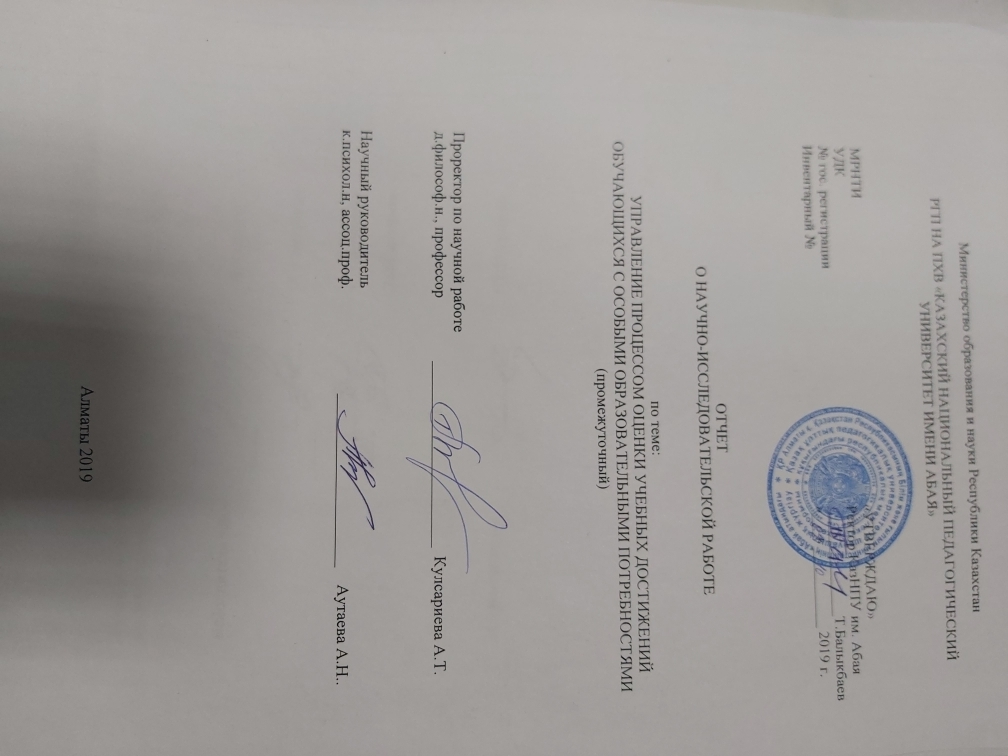 Министерство образования и науки Республики Казахстан
РГП НА ПХВ «КАЗАХСКИЙ НАЦИОНАЛЬНЫЙ ПЕДАГОГИЧЕСКИЙ
УНИВЕРСИТЕТ ИМЕНИ АБАЯ»
МРНТИ
УДК
№ гос. регистрации
Инвентарный №
«УТВЕРЖДАЮ»
Ректор КазНПУ им. Абая
Т.Балыкбаев
2019 г.
ОТЧЕТ
О НАУЧНО-ИССЛЕДОВАТЕЛЬСКОЙ РАБОТЕ
по теме:
УПРАВЛЕНИЕ ПРОЦЕССОМ ОЦЕНКИ УЧЕБНЫХ ДОСТИЖЕНИЙ
ОБУЧАЮЩИХСЯ С ОСОБЫМИ ОБРАЗОВАТЕЛЬНЫМИ ПОТРЕБНОСТЯМИ
(промежуточный)
Проректор по научной работе
д.философ.н., профессор Кулсариева А.Т.
Научный руководитель
к.психол.н, ассоц.проф. Аутаева А.Н..
Алматы 2019